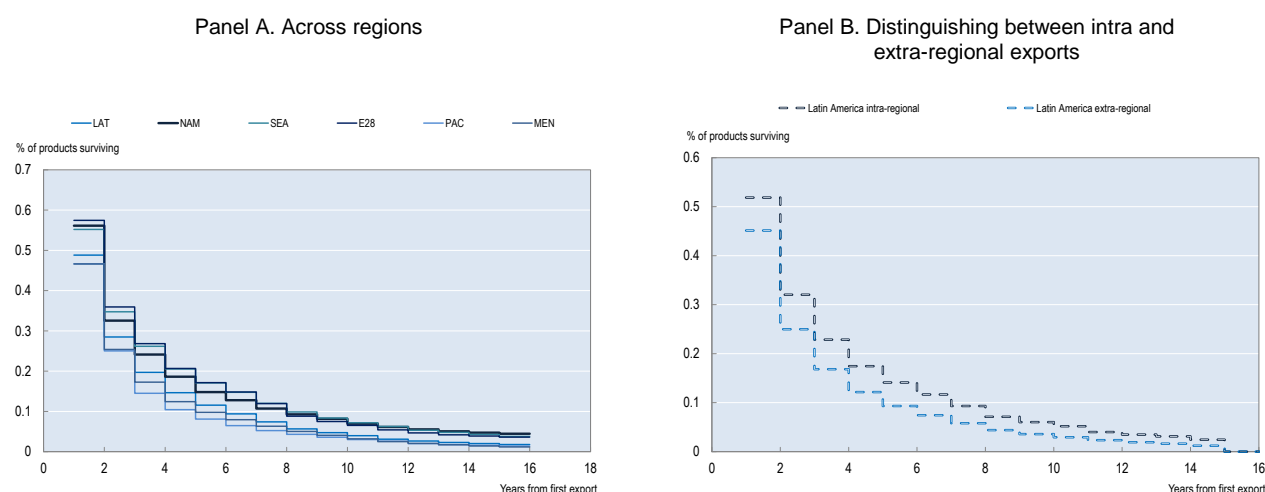 Panel A. Across regions
LAT NAM SEA E28 PAC MEN
% of products surviving
0.7
0.6
0.5
0.4
0.3
0.2
0.1
0
0 2 4 6 8 10 12 14 16 18
Years from first export
Panel B. Distinguishing between intra and
extra-regional exports
Latin America intra-regional Latin America extra-regional
% of products surviving
0.6
0.5
0.4
0.3
0.2
0.1
0
0 2 4 6 8 10 12 14 16
Years from first export